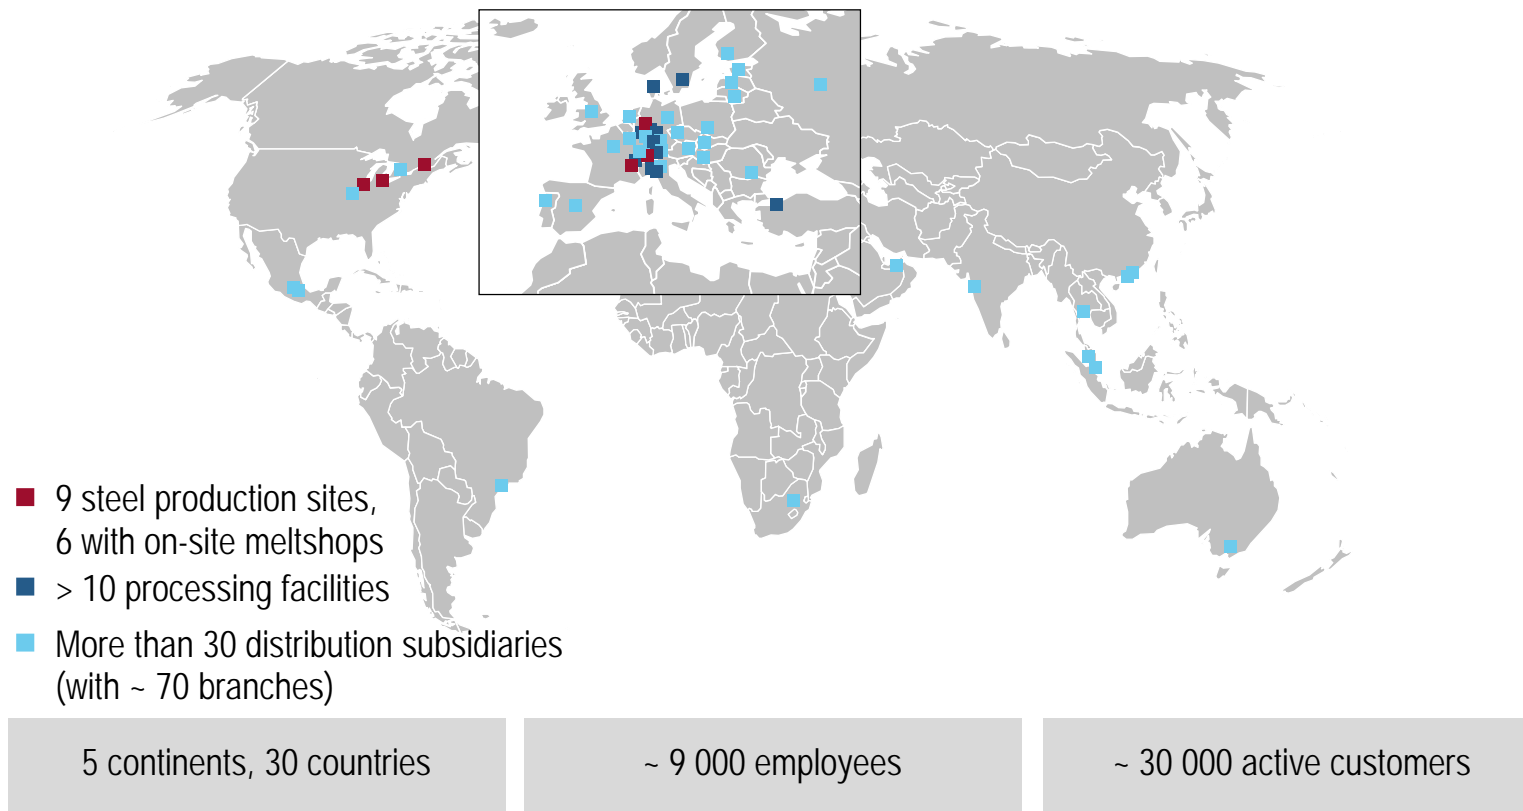 9 steel production sites,
6 with on-site meltshops
> 10 processing facilities
More than 30 distribution subsidiaries
(with ~ 70 branches)
5 continents, 30 countries
~ 9 000 employees
~ 30 000 active customers